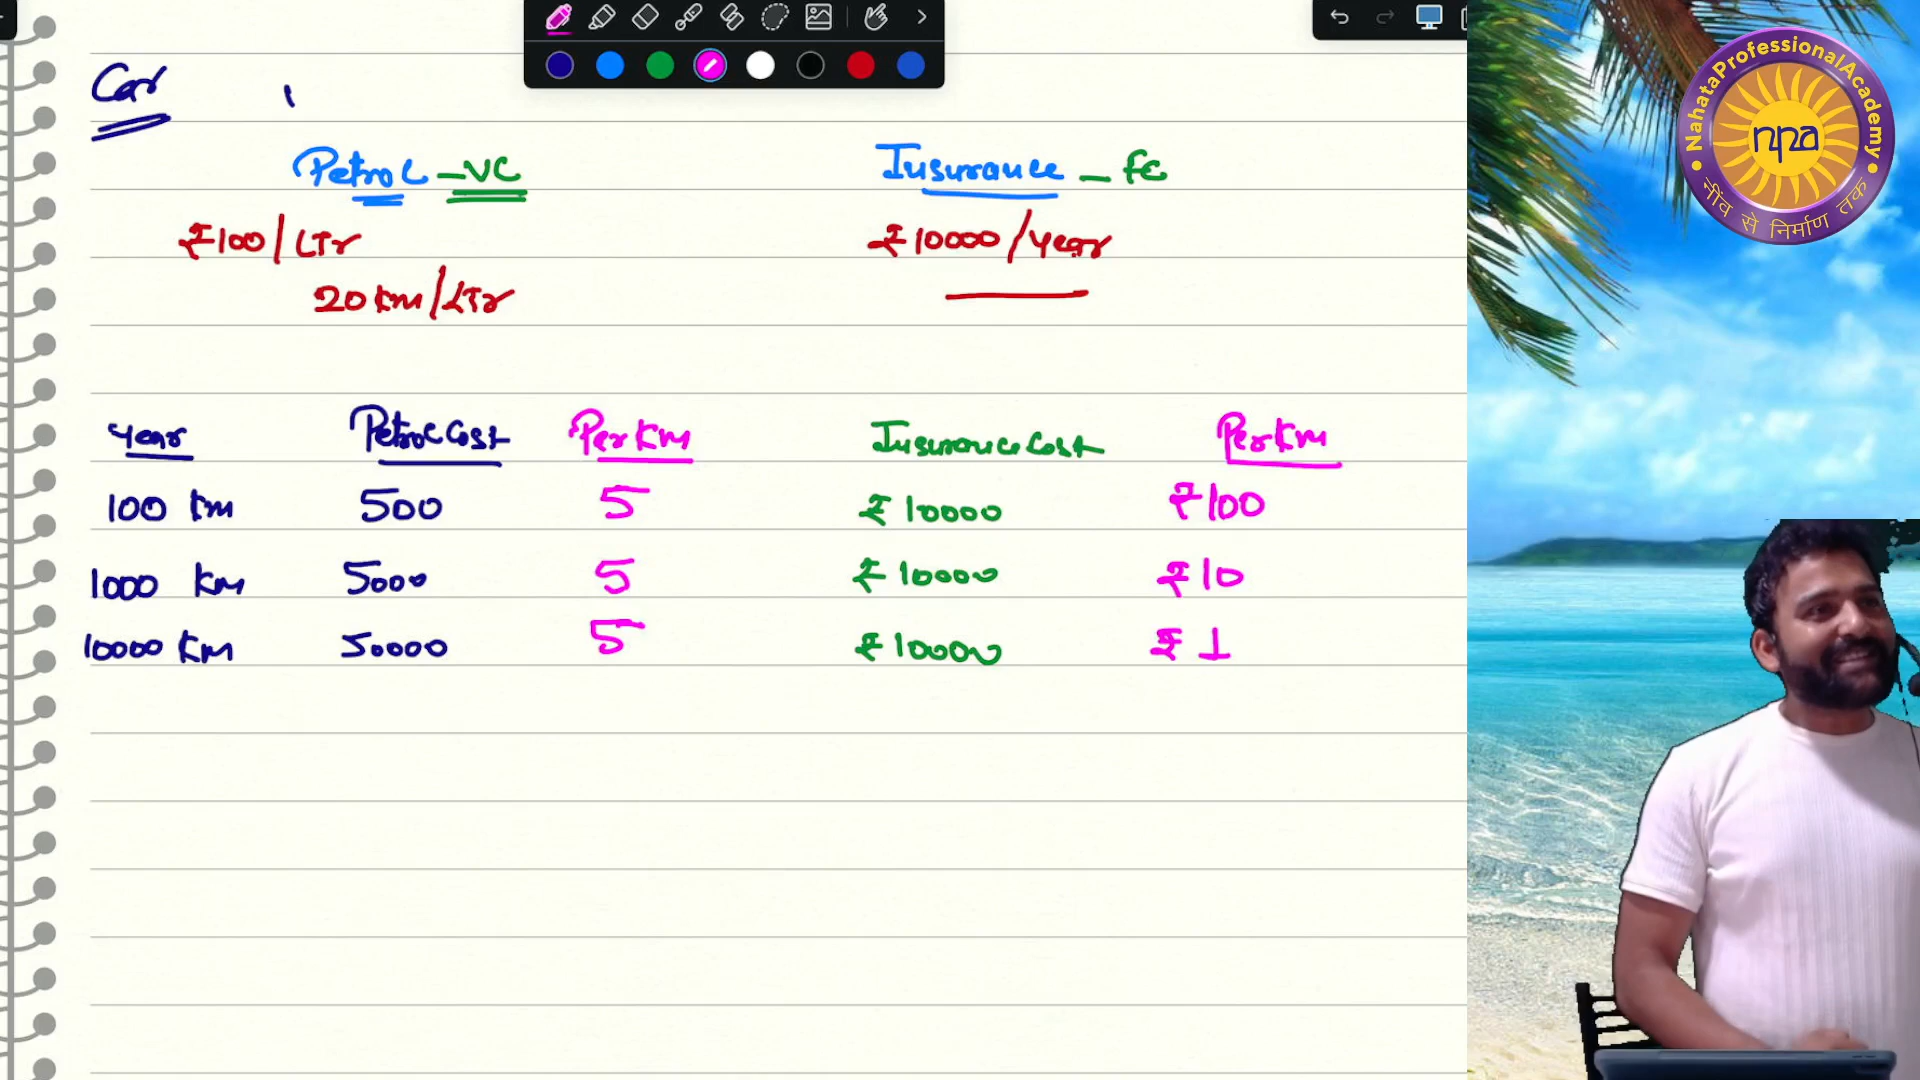 Car
Petrol - VC
Insurance - FC
₹100/LTr
₹10000/year
20 km/LTr
year Petrol Cost Per Km Insurance Cost Per Km
100 Km 500 5 ₹10000 ₹100
1000 Km 5000 5 ₹10000 ₹10
10000 Km 50000 5 ₹10000 ₹1
NahataProfessionalAcademy
npa
नींव से निर्माण तक